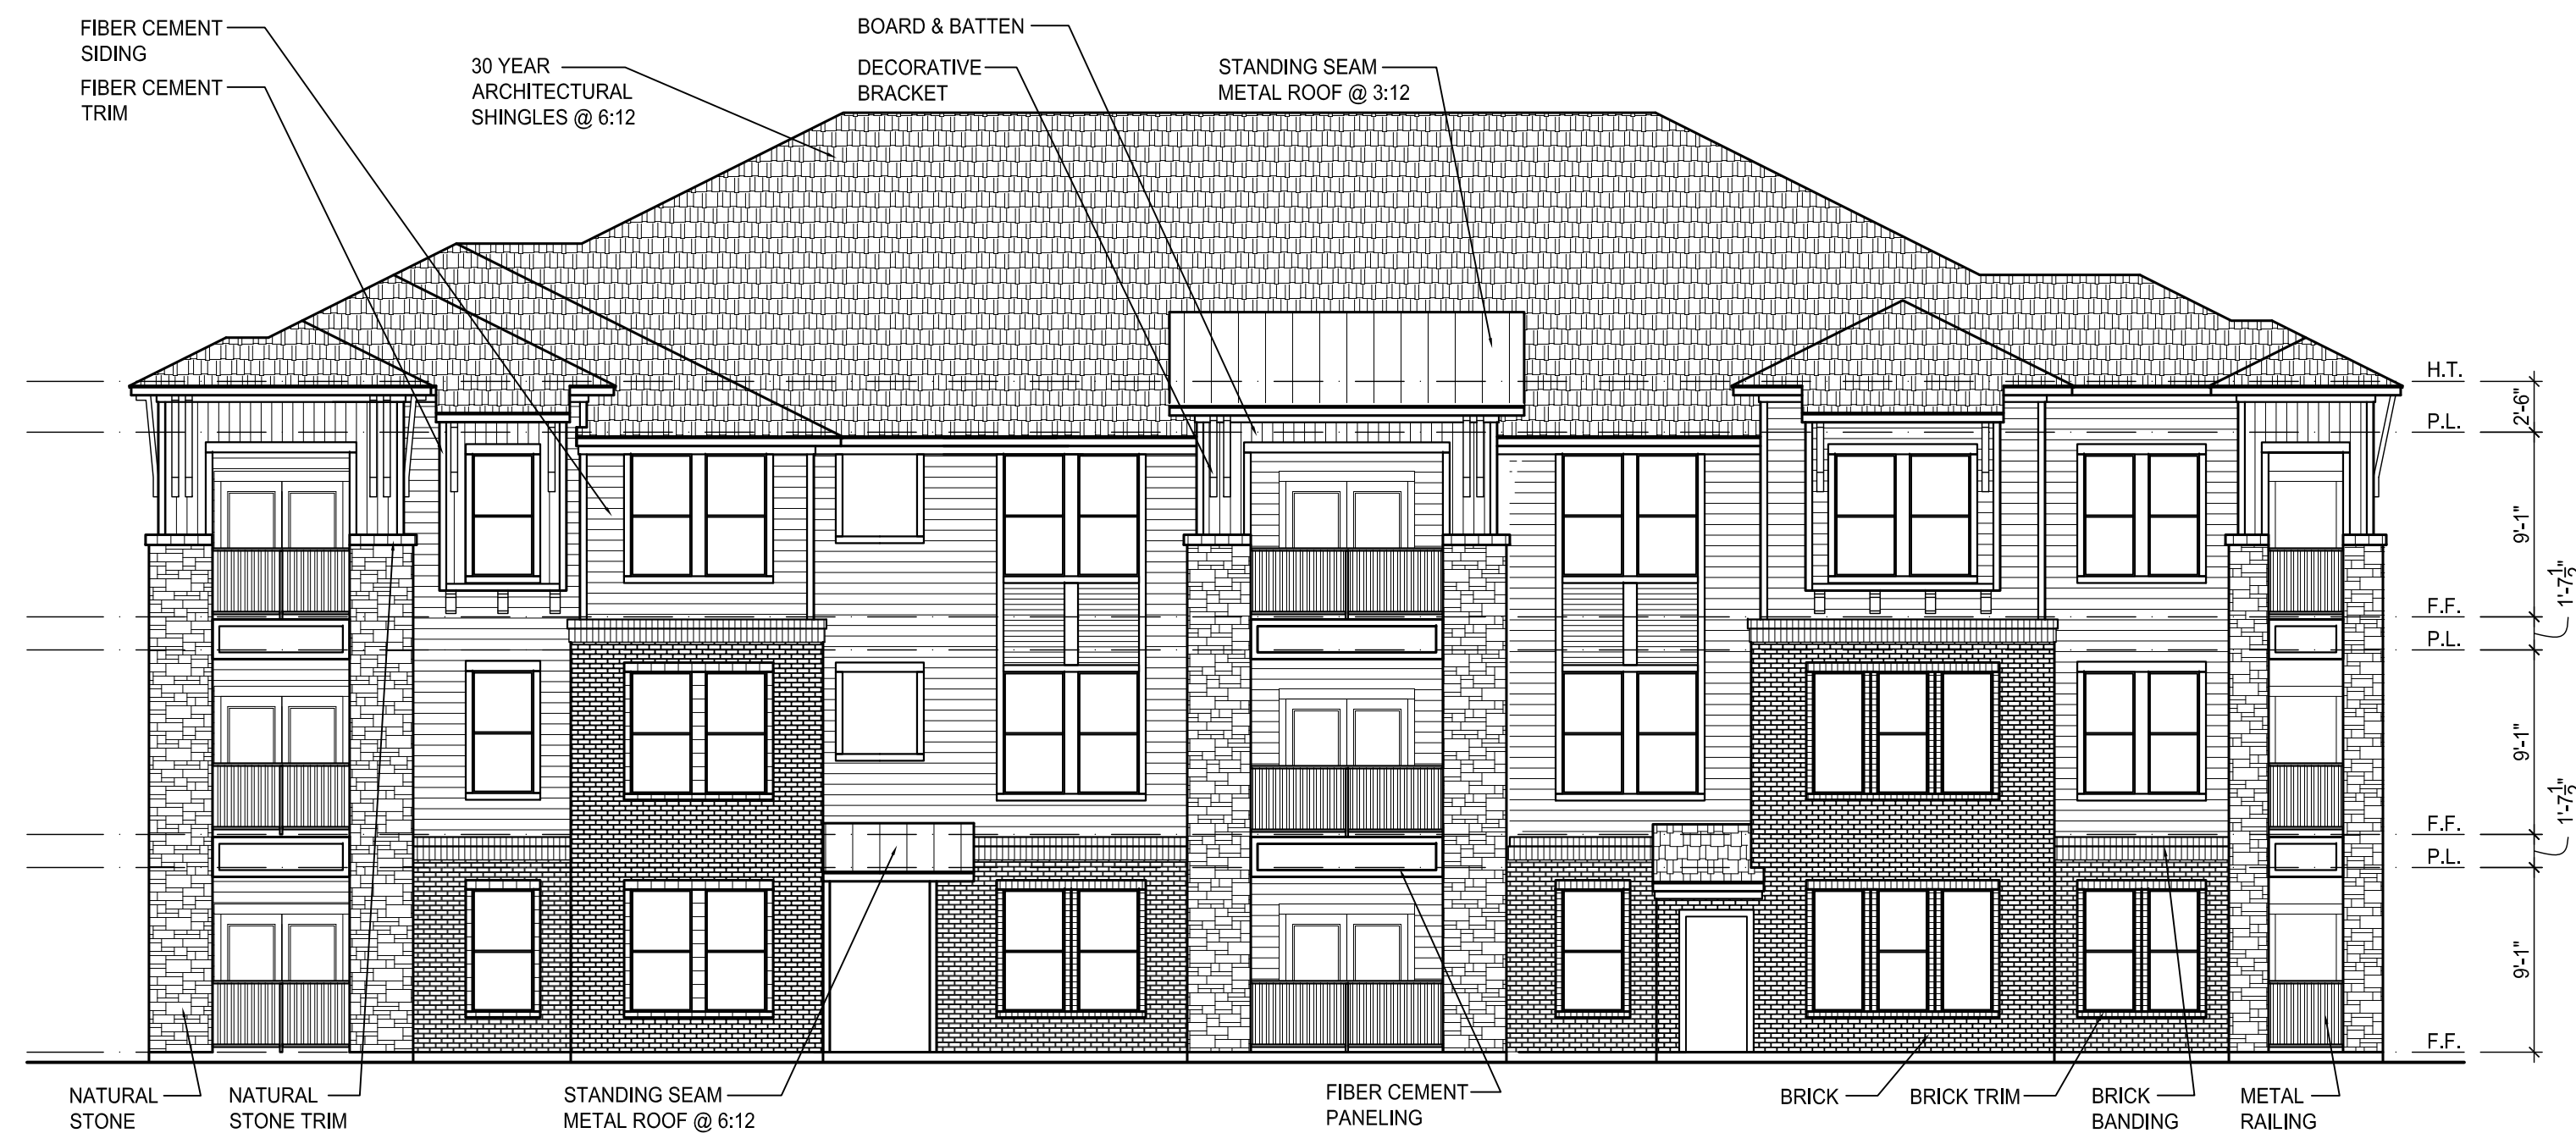 FIBER CEMENT
SIDING
FIBER CEMENT
TRIM
30 YEAR
ARCHITECTURAL
SHINGLES @ 6:12
BOARD & BATTEN
DECORATIVE
BRACKET
STANDING SEAM
METAL ROOF @ 3:12
H.T.
2'-6"
P.L.
9'-1"
F.F.
1'-7½"
P.L.
9'-1"
F.F.
1'-7½"
P.L.
9'-1"
F.F.
NATURAL
STONE
NATURAL
STONE TRIM
STANDING SEAM
METAL ROOF @ 6:12
FIBER CEMENT
PANELING
BRICK
BRICK TRIM
BRICK
BANDING
METAL
RAILING